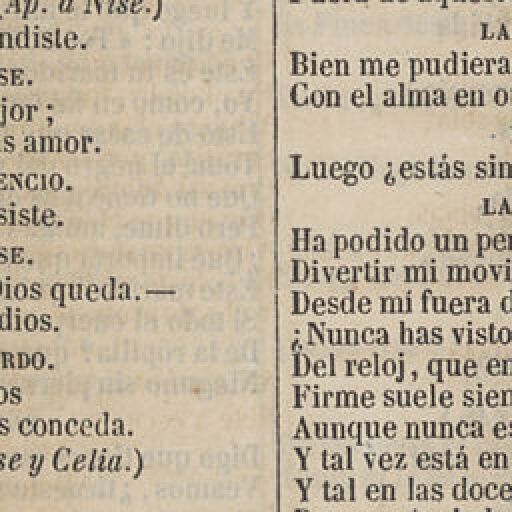 (Ap. á Nise.)
ndiste.
SE.
jor;
s amor.
ENCIO.
siste.
SE.
Dios queda.—
dios.
RDO.
os
s conceda.
se y Celia.)
LA
Bien me pudiera
Con el alma en o
Luego ¿estás sin
LA
Ha podido un pe
Divertir mi movi
Desde mi fuera d
¿Nunca has visto
Del reloj, que en
Firme suele sien
Aunque nunca es
Y tal vez está en
Y tal en las doce